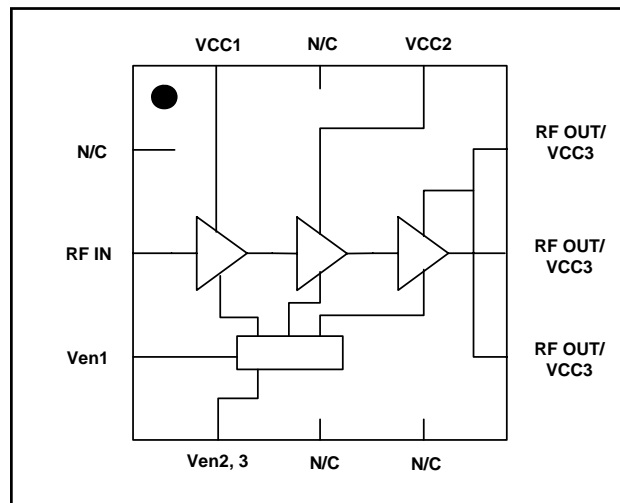 VCC1 N/C VCC2
N/C
RF OUT/
VCC3
RF IN
RF OUT/
VCC3
Ven1
RF OUT/
VCC3
Ven2, 3 N/C N/C